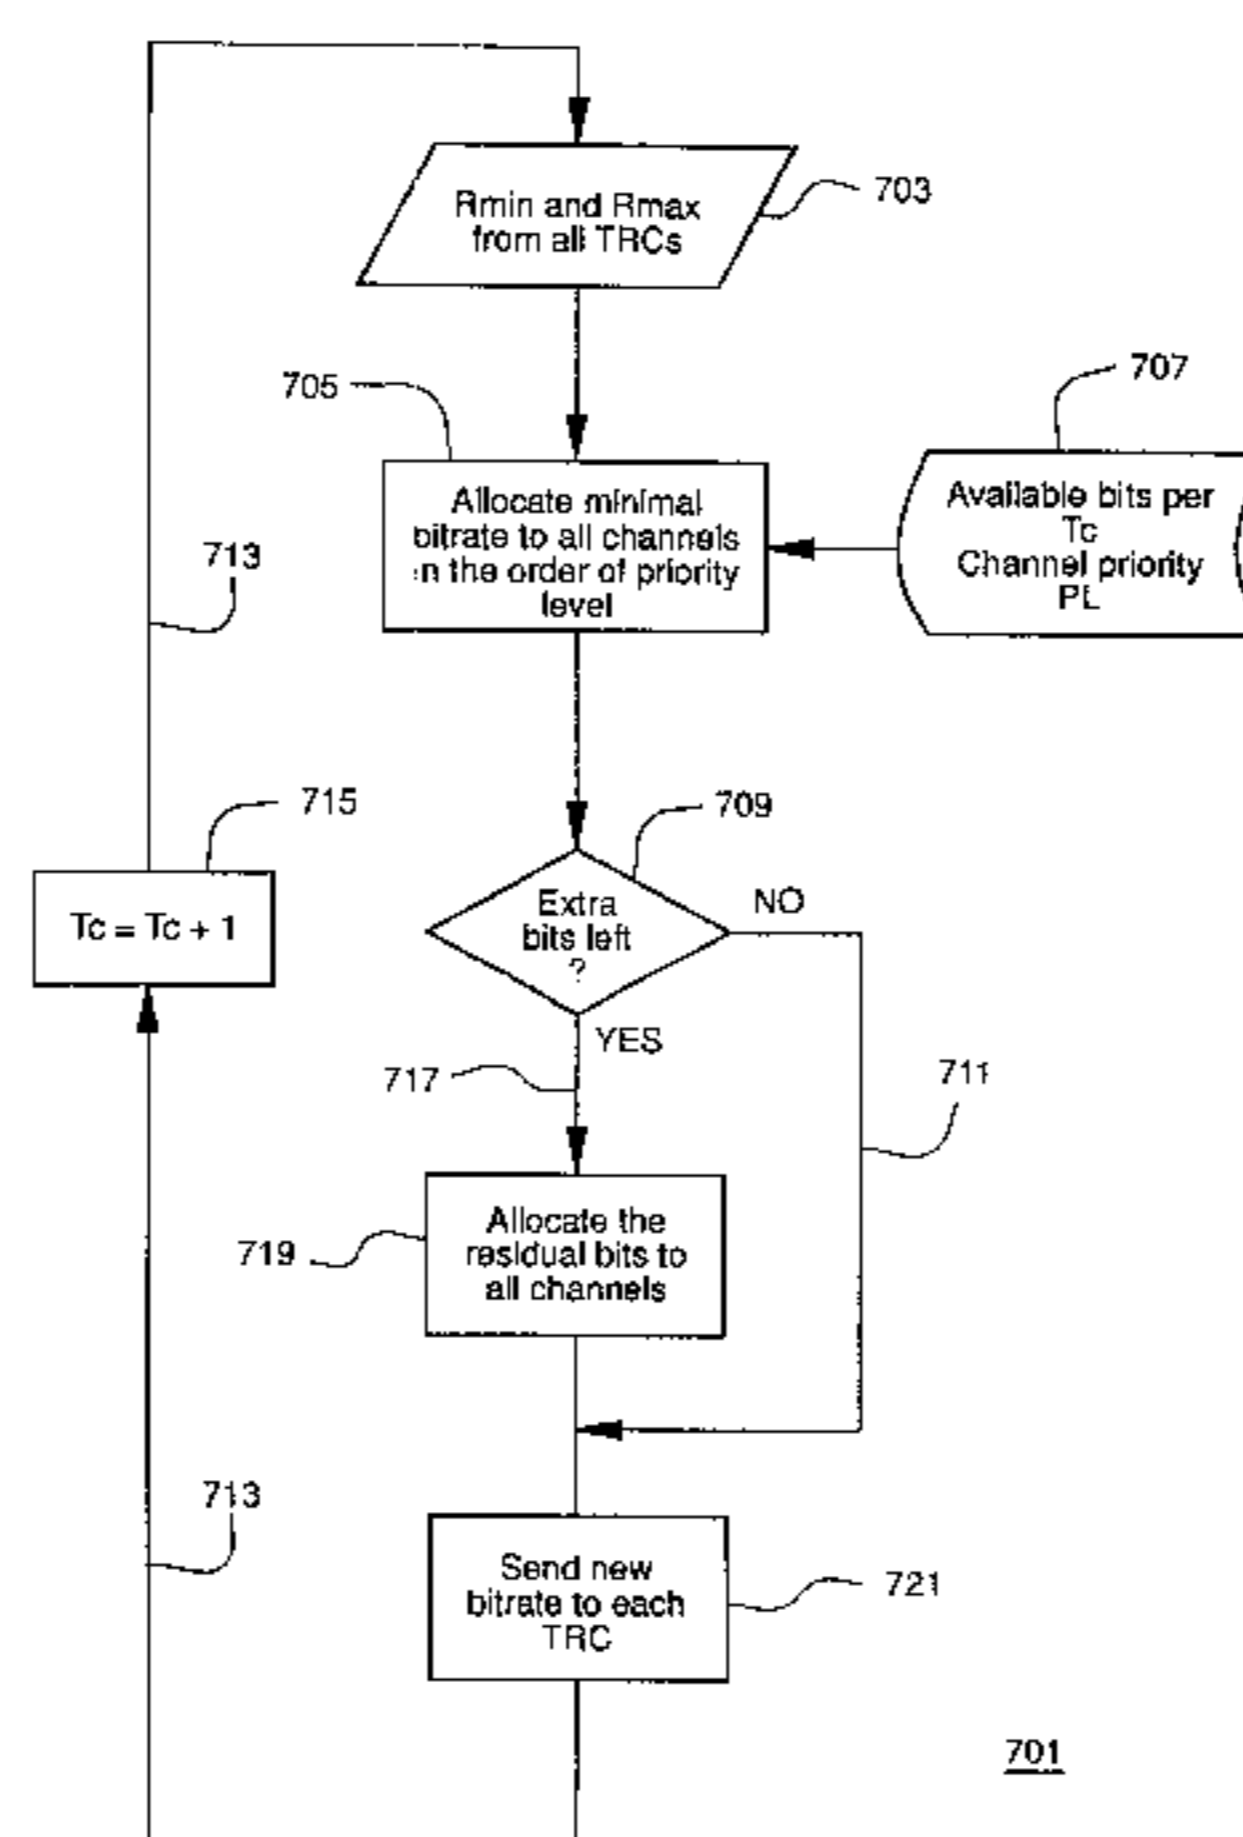 Rmin and Rmax
from all TRCs
703
705
707
Allocate minimal
bitrate to all channels
in the order of priority
level
Available bits per
Tc
Channel priority
PL
713
715
709
Tc = Tc + 1
Extra
bits left
?
NO
YES
717
711
719
Allocate the
residual bits to
all channels
713
Send new
bitrate to each
TRC
721
701